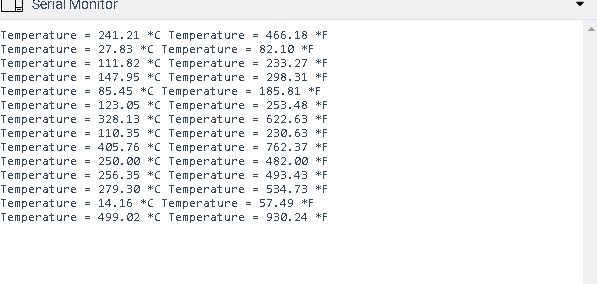 Serial Monitor
Temperature = 241.21 *C Temperature = 466.18 *F
Temperature = 27.83 *C Temperature = 82.10 *F
Temperature = 111.82 *C Temperature = 233.27 *F
Temperature = 147.95 *C Temperature = 298.31 *F
Temperature = 85.45 *C Temperature = 185.81 *F
Temperature = 123.05 *C Temperature = 253.48 *F
Temperature = 328.13 *C Temperature = 622.63 *F
Temperature = 110.35 *C Temperature = 230.63 *F
Temperature = 405.76 *C Temperature = 762.37 *F
Temperature = 250.00 *C Temperature = 482.00 *F
Temperature = 256.35 *C Temperature = 493.43 *F
Temperature = 279.30 *C Temperature = 534.73 *F
Temperature = 14.16 *C Temperature = 57.49 *F
Temperature = 499.02 *C Temperature = 930.24 *F